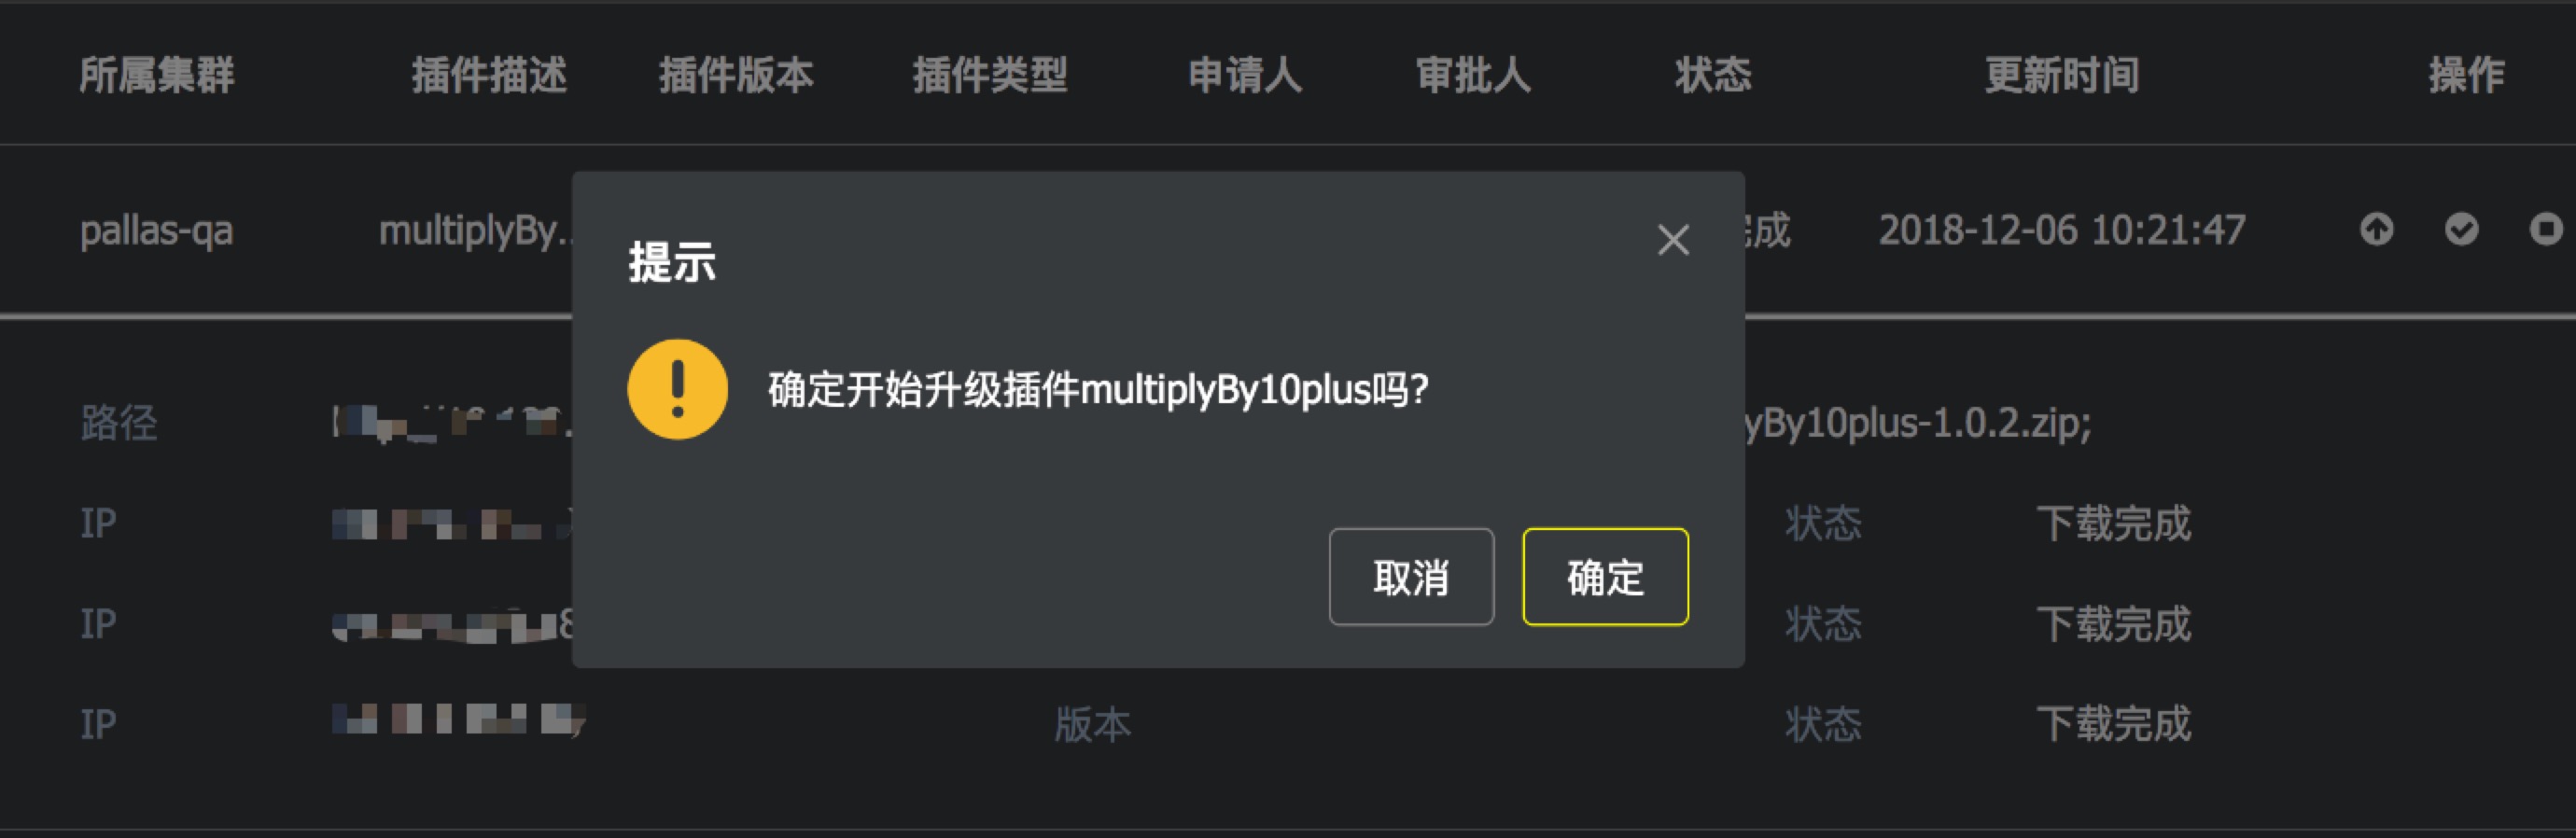 所属集群 插件描述 插件版本 插件类型 申请人 审批人 状态 更新时间 操作
pallas-qa multiplyBy... 完成 2018-12-06 10:21:47
提示
确定开始升级插件multiplyBy10plus吗?
取消 确定
路径 yBy10plus-1.0.2.zip;
IP 状态 下载完成
IP 状态 下载完成
IP 版本 状态 下载完成